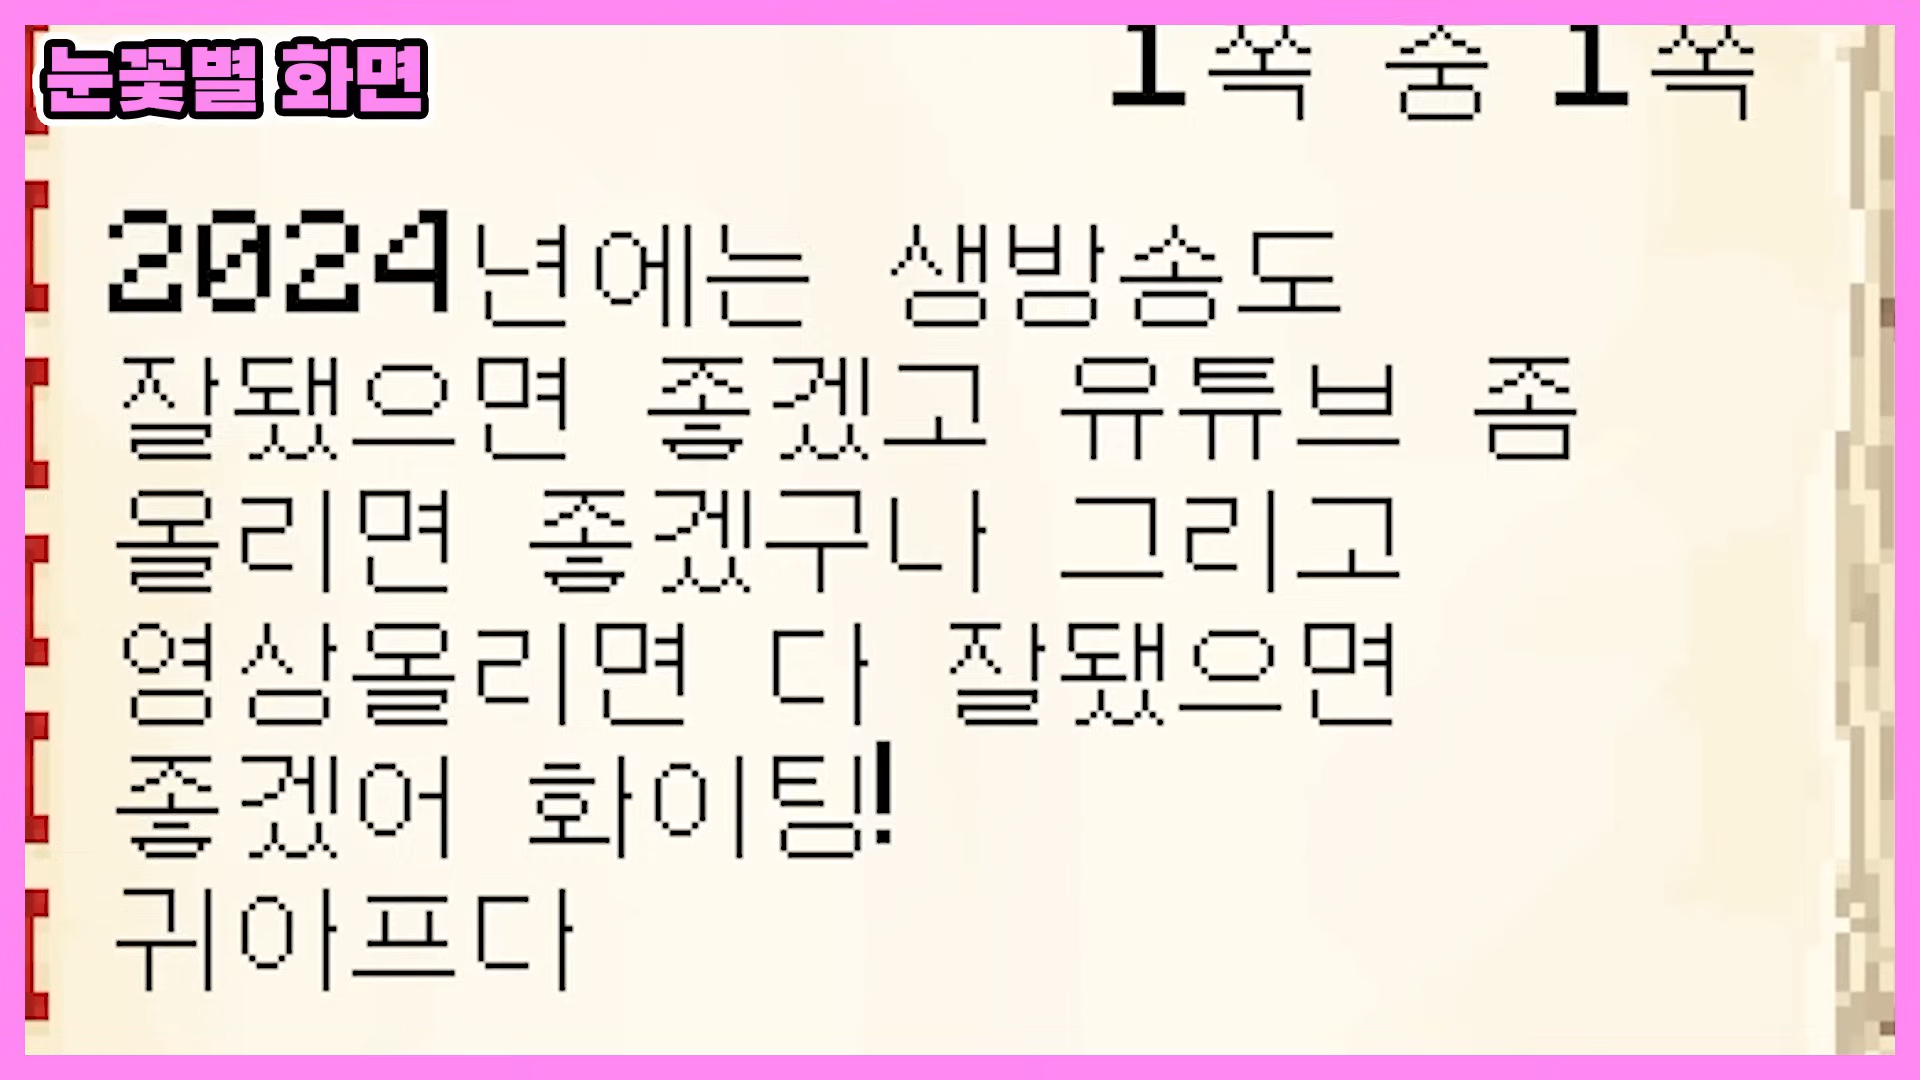 눈꽃별 화면
1쪽 중 1쪽
2024년에는 생방송도
잘됐으면 좋겠고 유튜브 좀
올리면 좋겠구나 그리고
영상올리면 다 잘됐으면
좋겠어 화이팅!
귀아프다